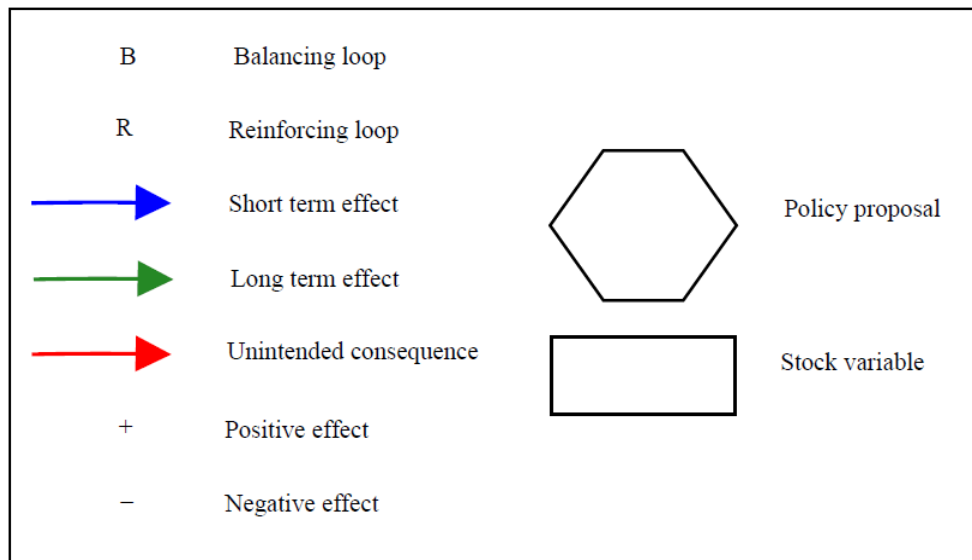 B Balancing loop
R Reinforcing loop
Short term effect
Policy proposal
Long term effect
Unintended consequence
Stock variable
+ Positive effect
− Negative effect